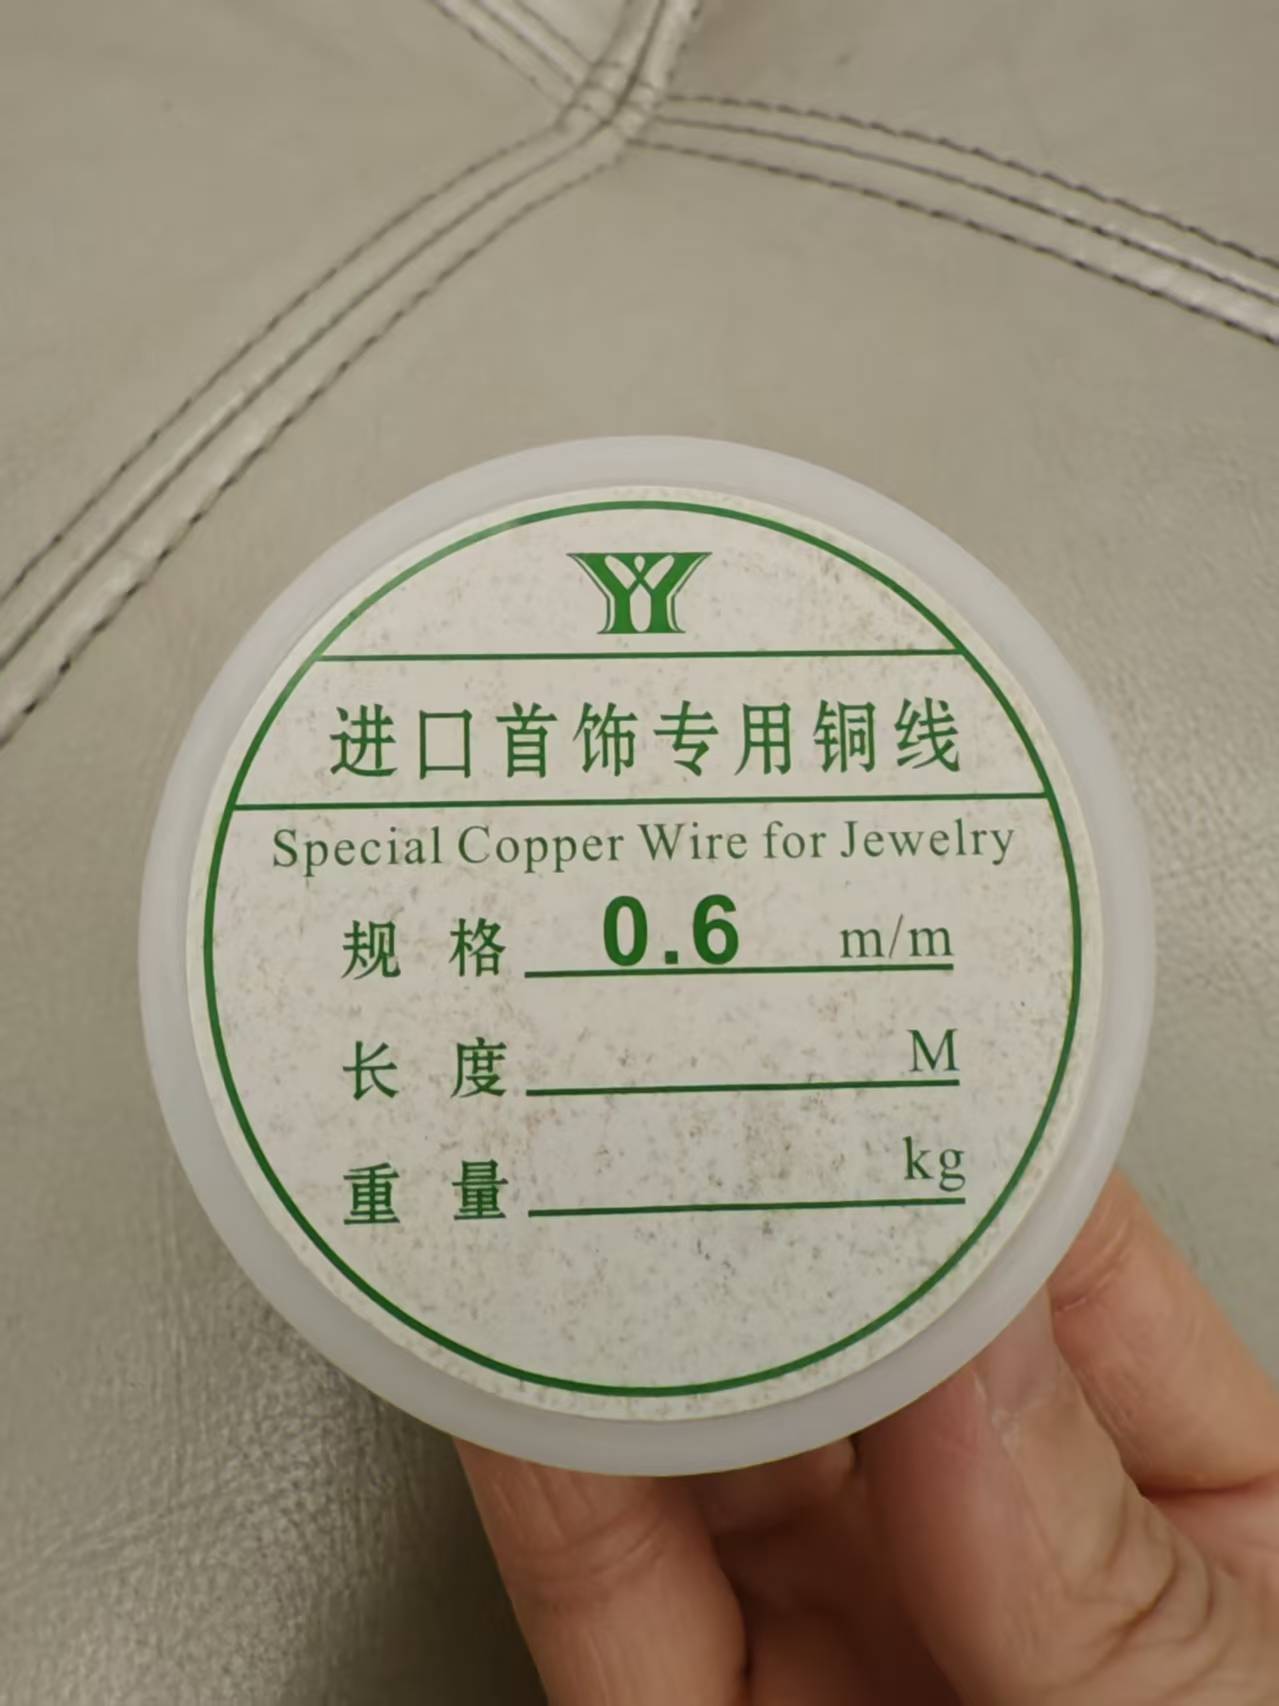 进口首饰专用铜线
Special Copper Wire for Jewelry
规 格 0.6 m/m
长 度 M
重 量 kg